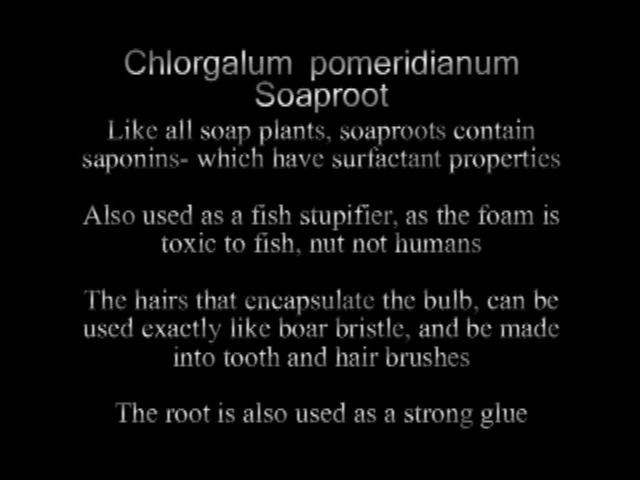 Chlorgalum pomeridianum
Soaproot
Like all soap plants, soaproots contain
saponins- which have surfactant properties
Also used as a fish stupifier, as the foam is
toxic to fish, nut not humans
The hairs that encapsulate the bulb, can be
used exactly like boar bristle, and be made
into tooth and hair brushes
The root is also used as a strong glue